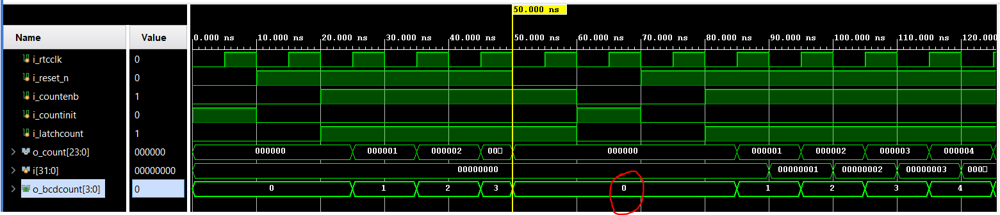 50.000 ns
Name Value
0.000 ns 10.000 ns 20.000 ns 30.000 ns 40.000 ns 50.000 ns 60.000 ns 70.000 ns 80.000 ns 90.000 ns 100.000 ns 110.000 ns 120.000
i_rtcclk 0
i_reset_n 0
i_countenb 1
i_countinit 0
i_latchcount 1
o_count[23:0] 000000 000000 000001 000002 00 000000 000001 000002 000003 000004
i[31:0] 00000000 00000000 00000001 00000002 00000003 000
o_bcdcount[3:0] 0 0 1 2 3 0 1 2 3 4